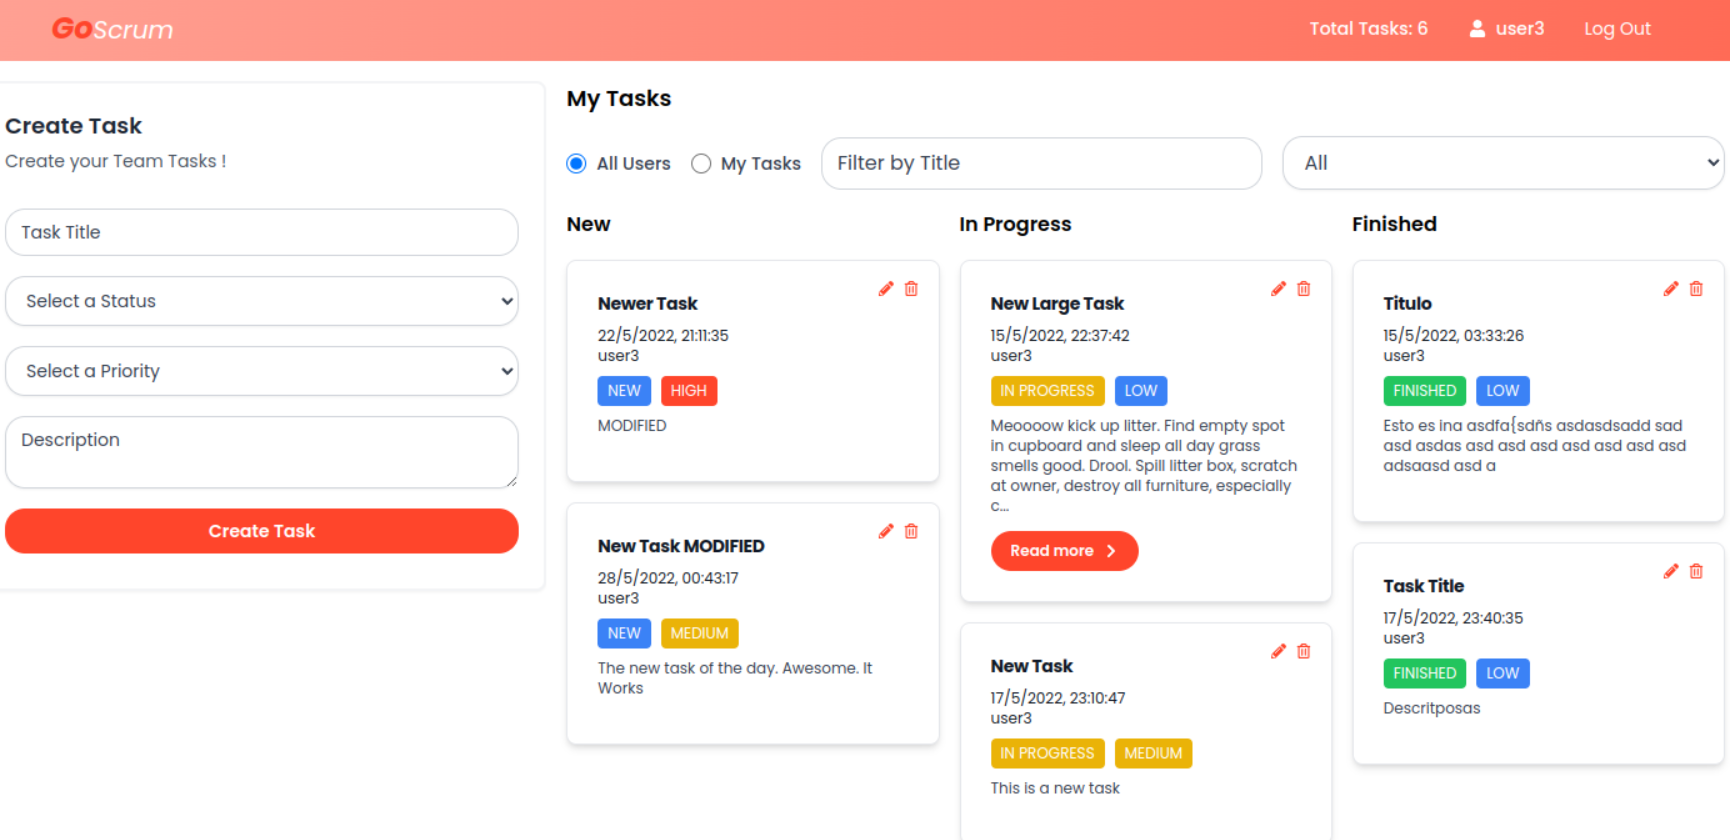 GoScrum
Total Tasks: 6
user3
Log Out
Create Task
Create your Team Tasks !
Task Title
Select a Status
Select a Priority
Description
Create Task
My Tasks
All Users
My Tasks
Filter by Title
All
New
Newer Task
22/5/2022, 21:11:35
user3
NEW HIGH
MODIFIED
New Task MODIFIED
28/5/2022, 00:43:17
user3
NEW MEDIUM
The new task of the day. Awesome. It
Works
In Progress
New Large Task
15/5/2022, 22:37:42
user3
IN PROGRESS LOW
Meoooow kick up litter. Find empty spot
in cupboard and sleep all day grass
smells good. Drool. Spill litter box, scratch
at owner, destroy all furniture, especially
c...
Read more
New Task
17/5/2022, 23:10:47
user3
IN PROGRESS MEDIUM
This is a new task
Finished
Titulo
15/5/2022, 03:33:26
user3
FINISHED LOW
Esto es ina asdfa{sdñs asdasdsadd sad
asd asdas asd asd asd asd asd asd asd
adsaasd asd a
Task Title
17/5/2022, 23:40:35
user3
FINISHED LOW
Descritposas